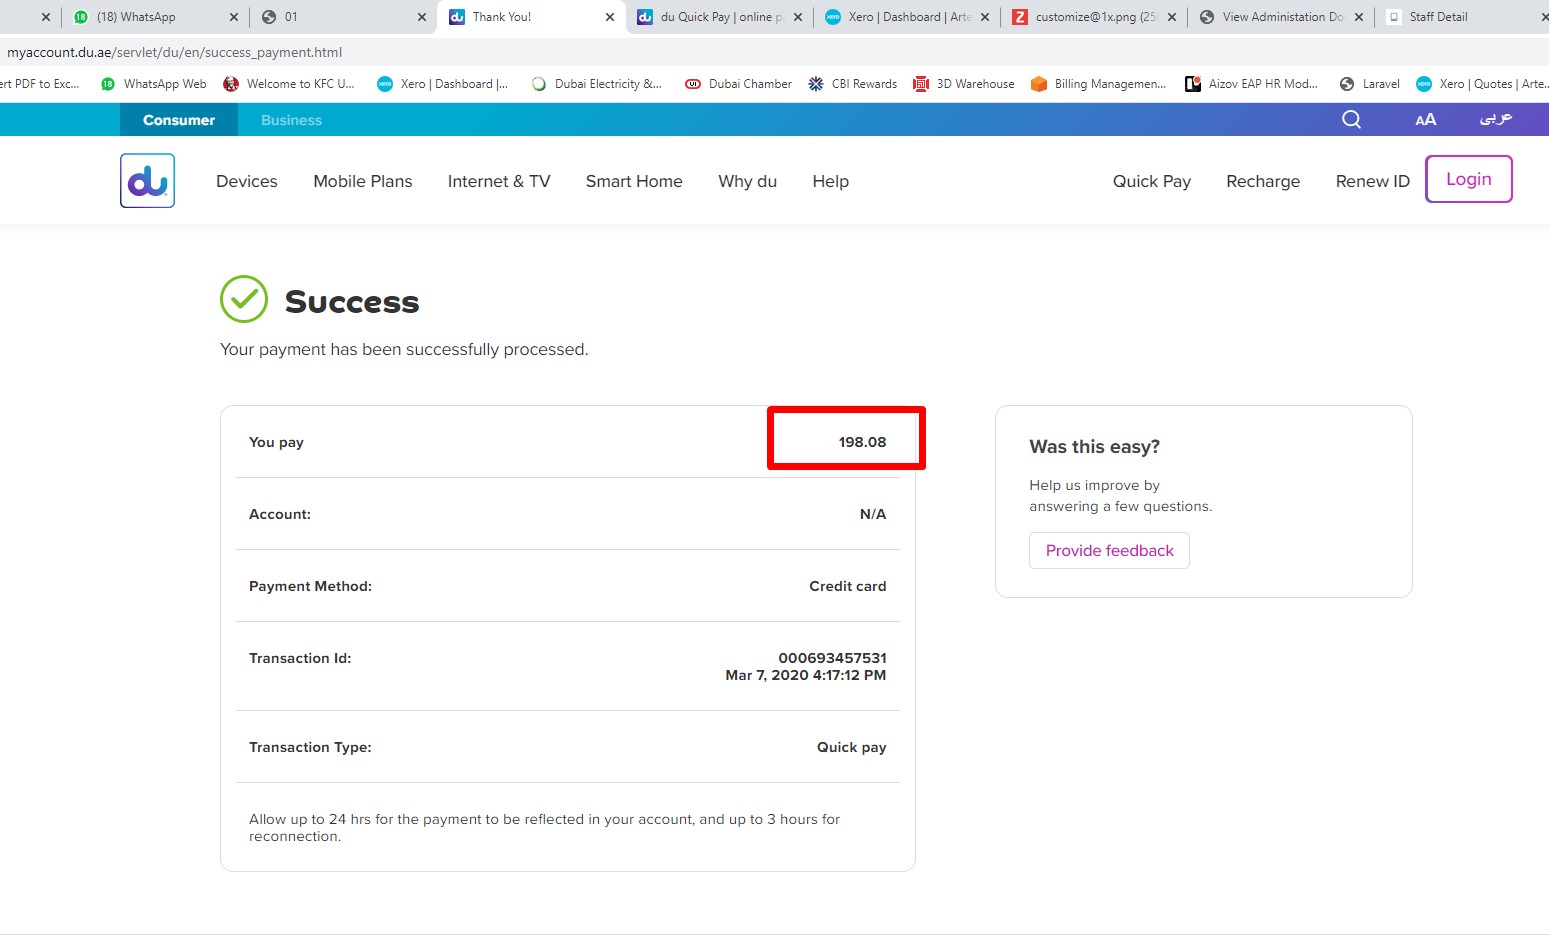 (18) WhatsApp
01
Thank You!
du Quick Pay | online p
Xero | Dashboard | Arte
customize@1x.png (25
View Administation Do
Staff Detail
myaccount.du.ae/servlet/du/en/success_payment.html
ert PDF to Exc...
WhatsApp Web
Welcome to KFC U...
Xero | Dashboard |...
Dubai Electricity &...
Dubai Chamber
CBI Rewards
3D Warehouse
Billing Managemen...
Aizov EAP HR Mod...
Laravel
Xero | Quotes | Arte...
Consumer
Business
AA
عربي
du
Devices
Mobile Plans
Internet & TV
Smart Home
Why du
Help
Quick Pay
Recharge
Renew ID
Login
Success
Your payment has been successfully processed.
You pay
198.08
Account:
N/A
Payment Method:
Credit card
Transaction Id:
000693457531
Mar 7, 2020 4:17:12 PM
Transaction Type:
Quick pay
Allow up to 24 hrs for the payment to be reflected in your account, and up to 3 hours for
reconnection.
Was this easy?
Help us improve by
answering a few questions.
Provide feedback